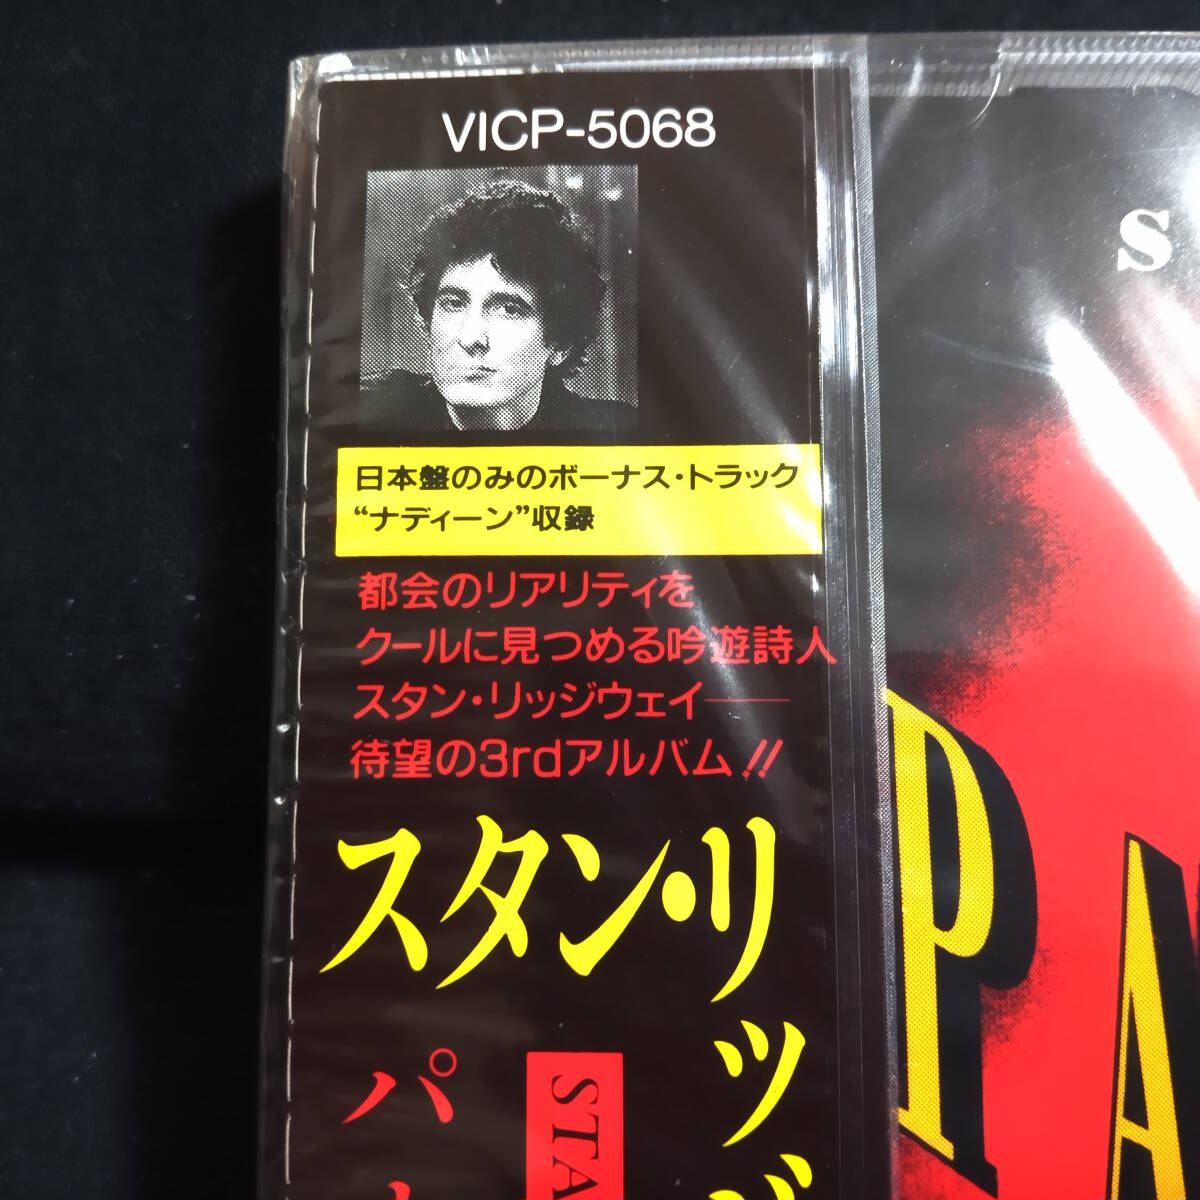 VICP-5068
日本盤のみのボーナス・トラック
“ナディーン”収録
都会のリアリティを
クールに見つめる吟遊詩人
スタン・リッジウェイ——
待望の3rdアルバム!!
スタン・リッジ
パ
STA
S
PA